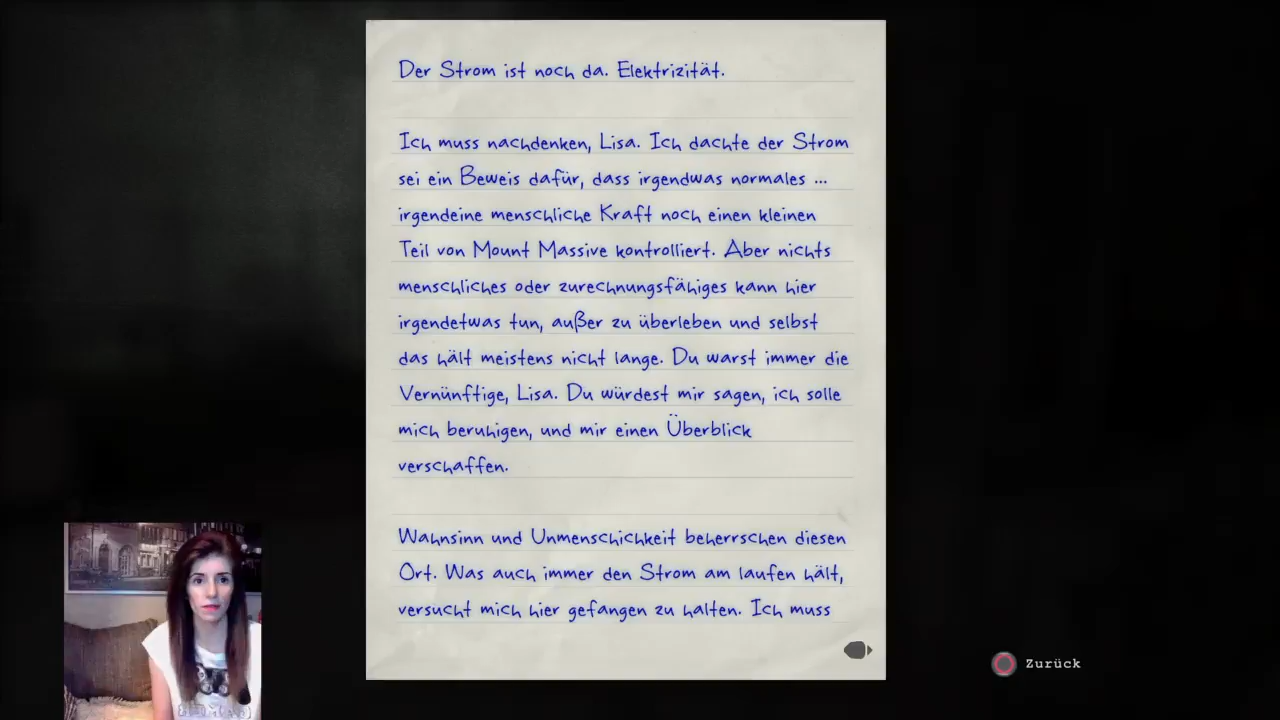 Der Strom ist noch da. Elektrizität.
Ich muss nachdenken, Lisa. Ich dachte der Strom
sei ein Beweis dafür, dass irgendwas normales ...
irgendeine menschliche Kraft noch einen kleinen
Teil von Mount Massive kontrolliert. Aber nichts
menschliches oder zurechnungsfähiges kann hier
irgendetwas tun, außer zu überleben und selbst
das hält meistens nicht lange. Du warst immer die
Vernünftige, Lisa. Du würdest mir sagen, ich solle
mich beruhigen, und mir einen Überblick
verschaffen.
Wahnsinn und Unmenschichkeit beherrschen diesen
Ort. Was auch immer den Strom am laufen hält,
versucht mich hier gefangen zu halten. Ich muss
Zurück